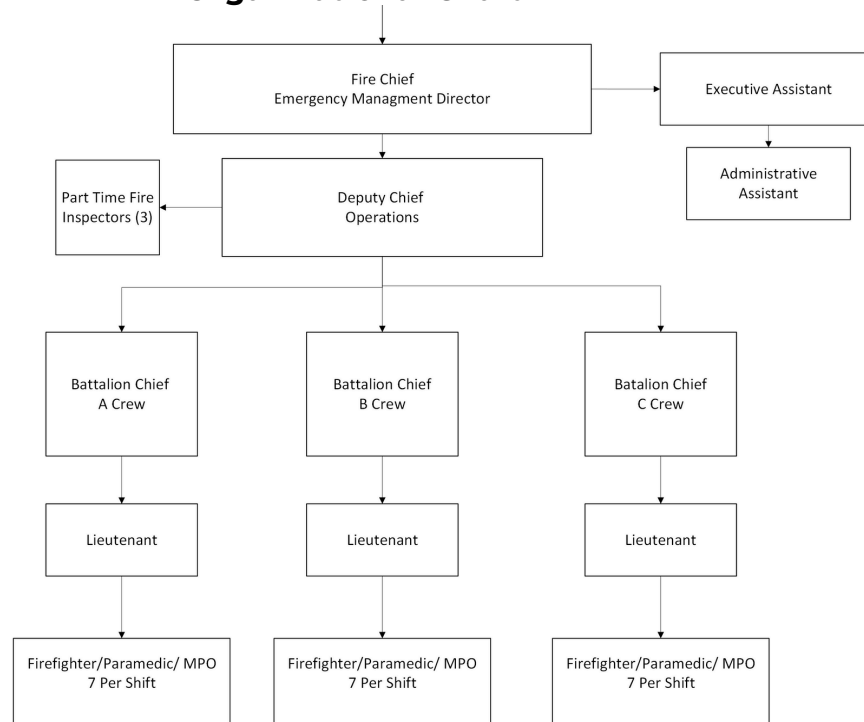 Fire Chief
Emergency Managment Director
Executive Assistant
Administrative
Assistant
Part Time Fire
Inspectors (3)
Deputy Chief
Operations
Battalion Chief
A Crew
Battalion Chief
B Crew
Batalion Chief
C Crew
Lieutenant
Lieutenant
Lieutenant
Firefighter/Paramedic/ MPO
7 Per Shift
Firefighter/Paramedic/ MPO
7 Per Shift
Firefighter/Paramedic/ MPO
7 Per Shift